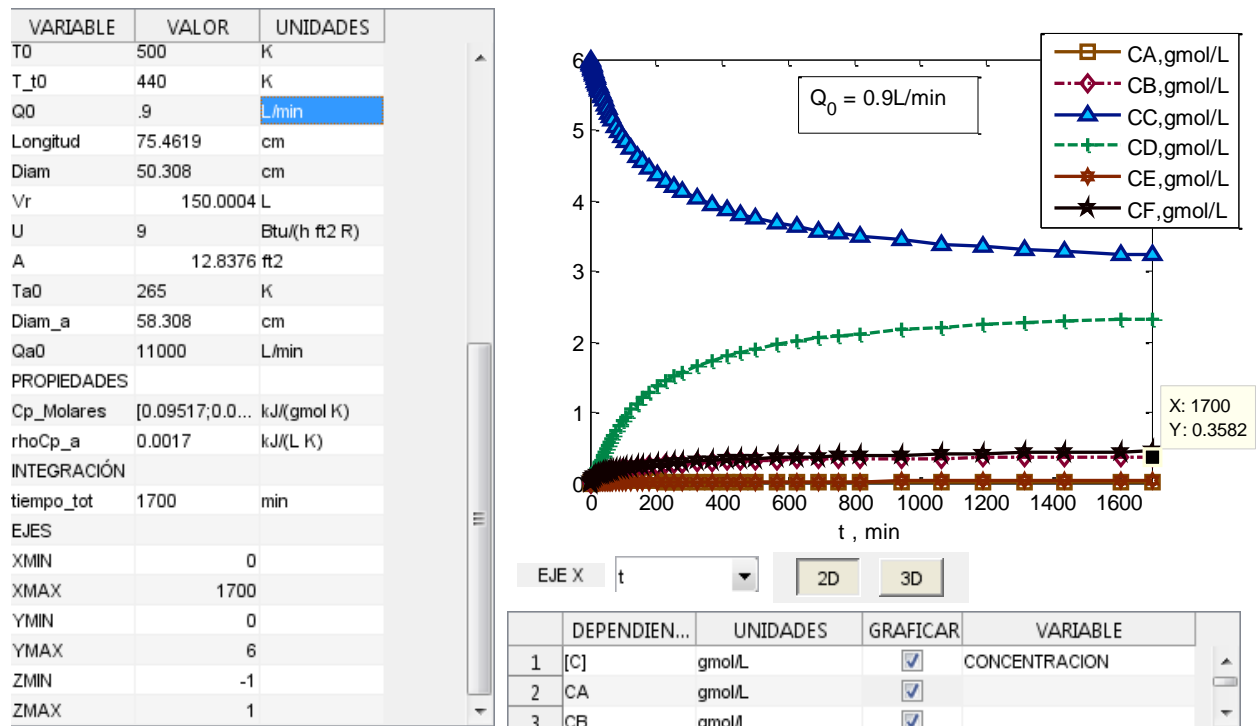 VARIABLE VALOR UNIDADES
T0 500 K
T_t0 440 K
Q0 .9 L/min
Longitud 75.4619 cm
Diam 50.308 cm
Vr 150.0004 L
U 9 Btu/(h ft2 R)
A 12.8376 ft2
Ta0 265 K
Diam_a 58.308 cm
Qa0 11000 L/min
PROPIEDADES
Cp_Molares [0.09517;0.0... kJ/(gmol K)
rhoCp_a 0.0017 kJ/(L K)
INTEGRACIÓN
tiempo_tot 1700 min
EJES
XMIN 0
XMAX 1700
YMIN 0
YMAX 6
ZMIN -1
ZMAX 1
Q0 = 0.9L/min
CA,gmol/L
CB,gmol/L
CC,gmol/L
CD,gmol/L
CE,gmol/L
CF,gmol/L
6
5
4
3
2
1
0
X: 1700
Y: 0.3582
0 200 400 600 800 1000 1200 1400 1600
t , min
EJE X t 2D 3D
DEPENDIEN... UNIDADES GRAFICAR VARIABLE
1 [C] gmol/L CONCENTRACION
2 CA gmol/L
3 CB gmol/L